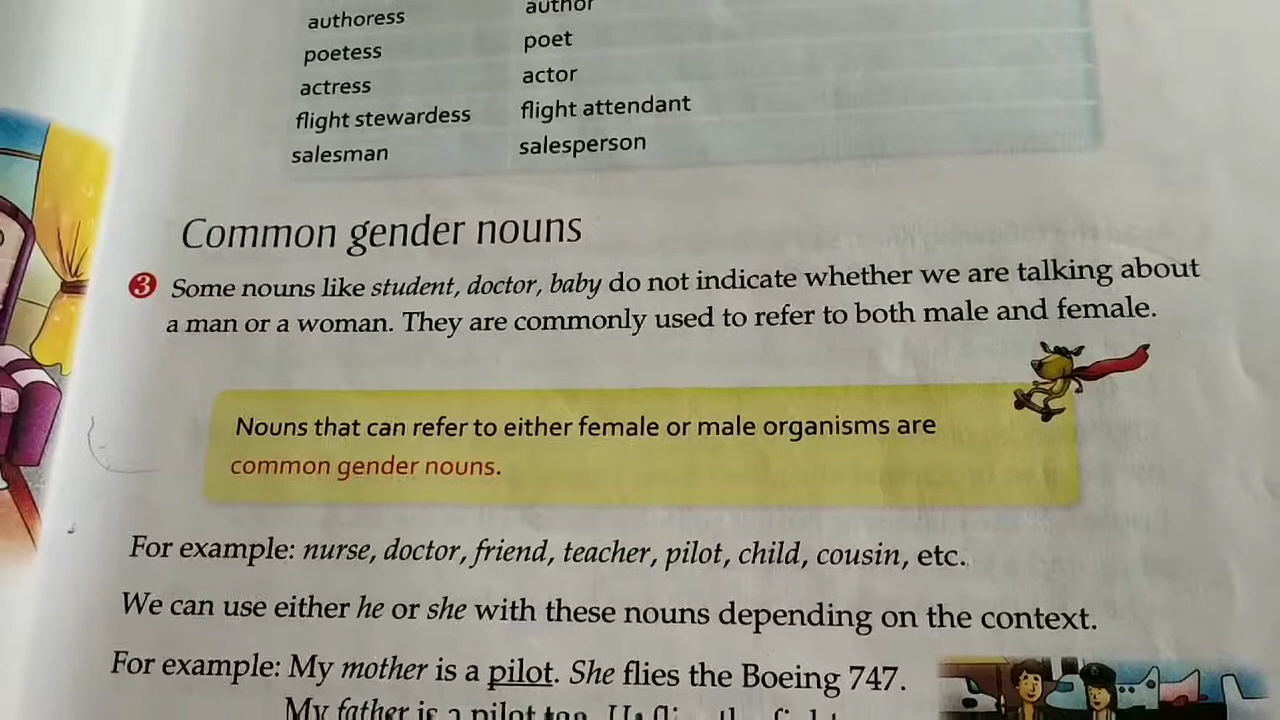 authoress author
poetess poet
actress actor
flight stewardess flight attendant
salesman salesperson
Common gender nouns
3 Some nouns like student, doctor, baby do not indicate whether we are talking about
a man or a woman. They are commonly used to refer to both male and female.
Nouns that can refer to either female or male organisms are
common gender nouns.
For example: nurse, doctor, friend, teacher, pilot, child, cousin, etc.
We can use either he or she with these nouns depending on the context.
For example: My mother is a pilot. She flies the Boeing 747.
My father is a pilot too.